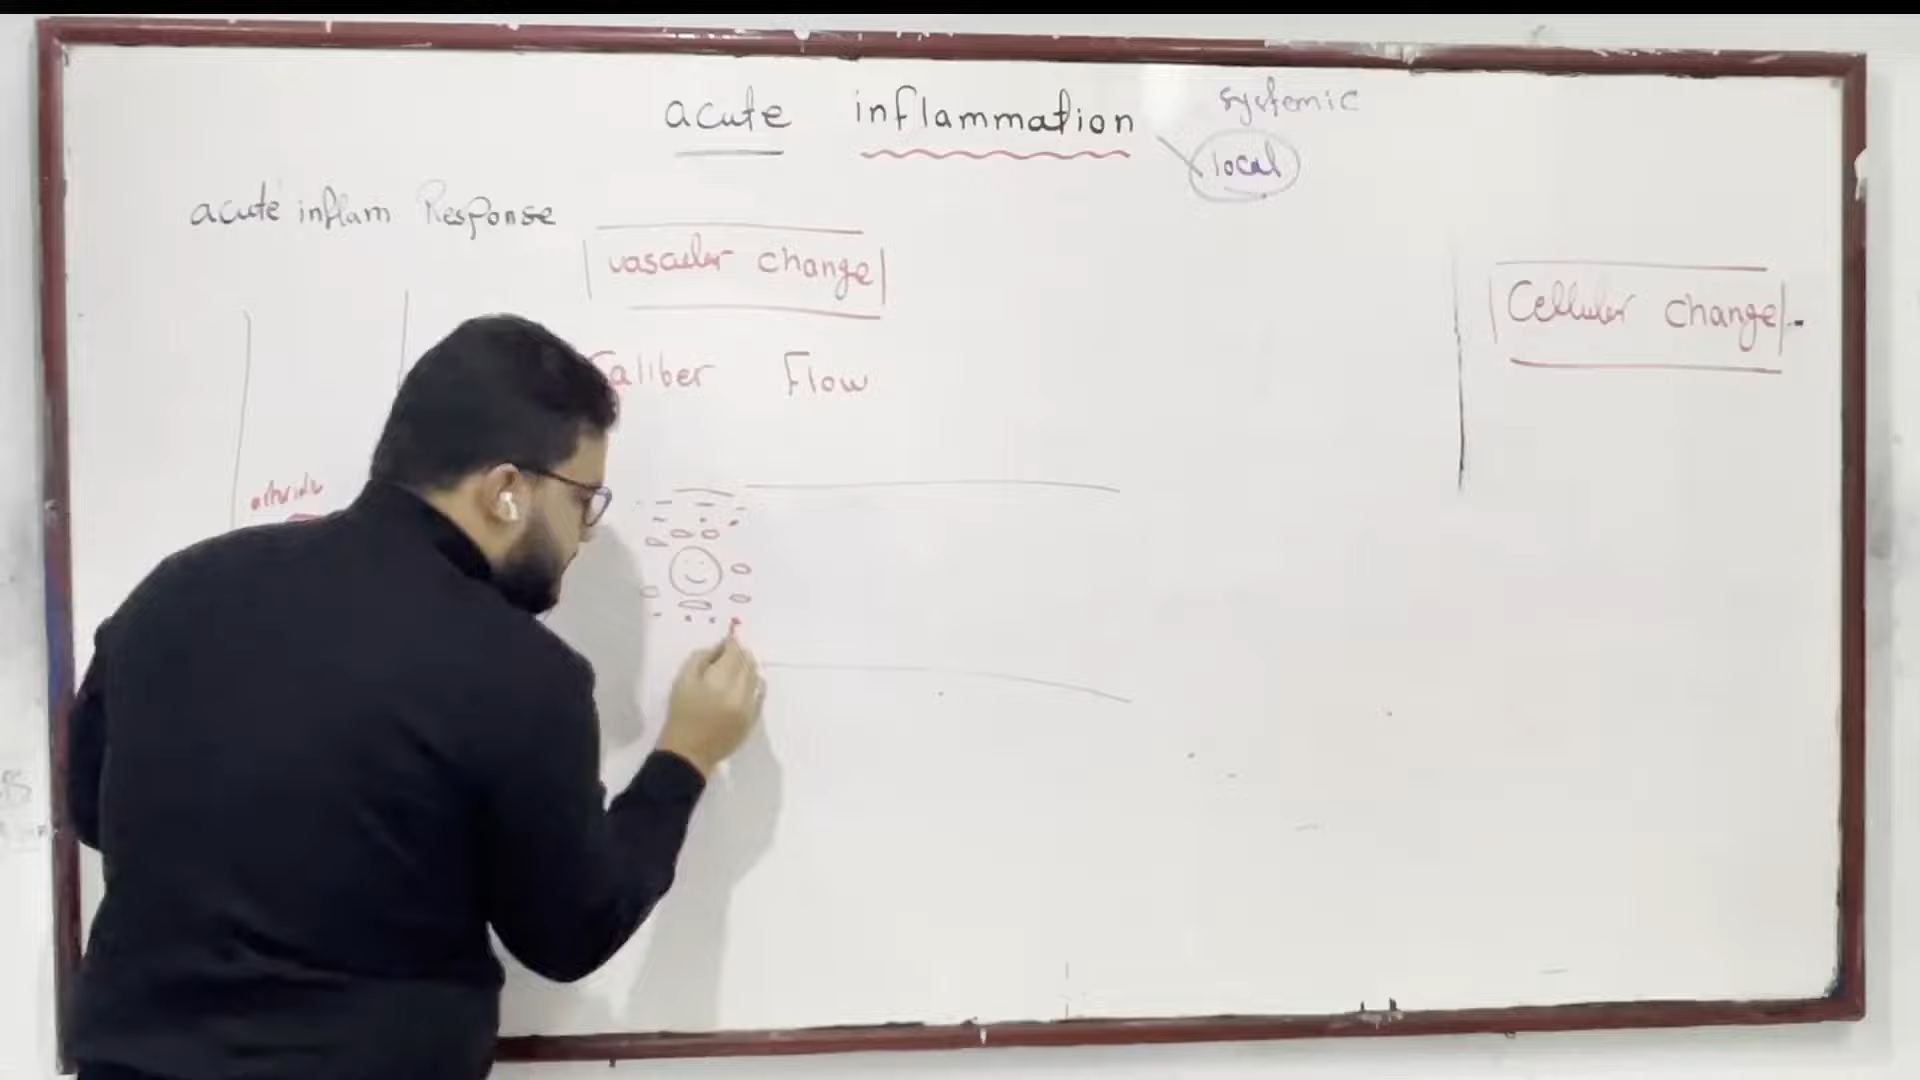 acute inflammation
systemic
local
acute inflam Response
vascular change
Cellular change
Caliber Flow